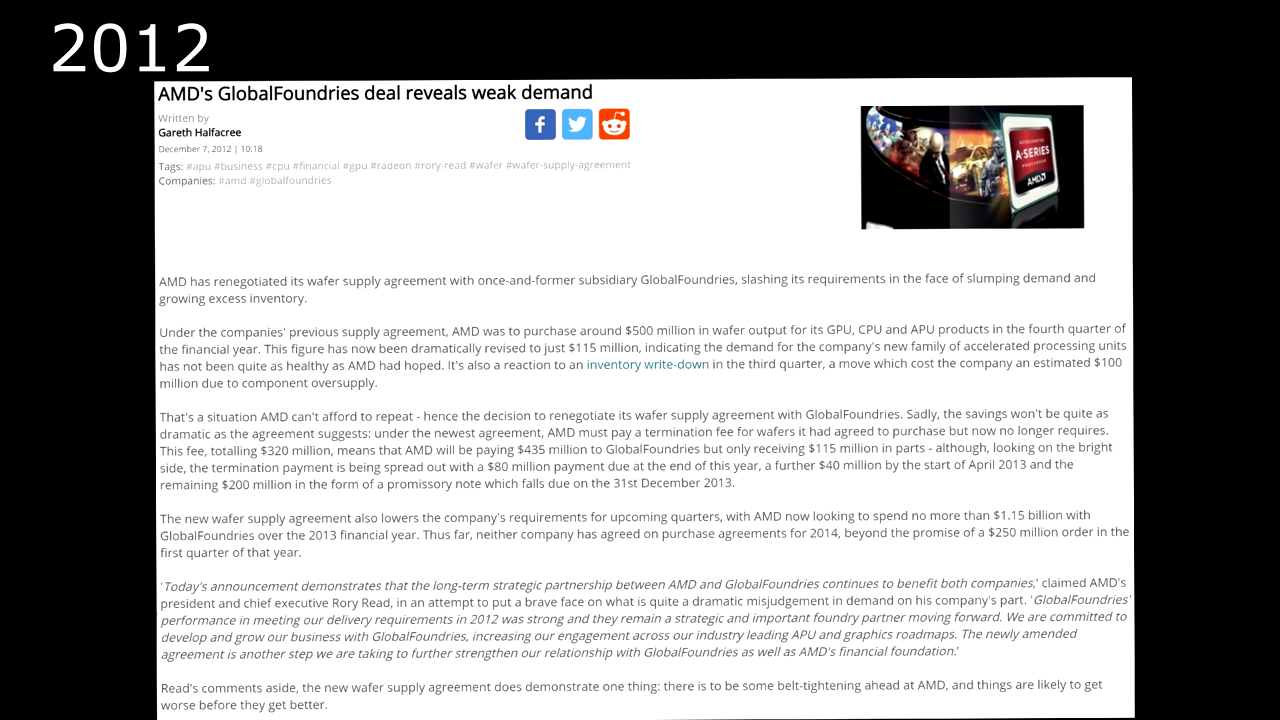 2012
AMD's GlobalFoundries deal reveals weak demand
Written by
Gareth Halfacree
December 7, 2012 | 10:18
Tags: #apu #business #cpu #financial #gpu #radeon #rory-read #wafer #wafer-supply-agreement
Companies: #amd #globalfoundries
ACCELERATED
A-SERIES
PROCESSORS
AMD
AMD has renegotiated its wafer supply agreement with once-and-former subsidiary GlobalFoundries, slashing its requirements in the face of slumping demand and
growing excess inventory.
Under the companies' previous supply agreement, AMD was to purchase around $500 million in wafer output for its GPU, CPU and APU products in the fourth quarter of
the financial year. This figure has now been dramatically revised to just $115 million, indicating the demand for the company's new family of accelerated processing units
has not been quite as healthy as AMD had hoped. It's also a reaction to an inventory write-down in the third quarter, a move which cost the company an estimated $100
million due to component oversupply.
That's a situation AMD can't afford to repeat - hence the decision to renegotiate its wafer supply agreement with GlobalFoundries. Sadly, the savings won't be quite as
dramatic as the agreement suggests: under the newest agreement, AMD must pay a termination fee for wafers it had agreed to purchase but now no longer requires.
This fee, totalling $320 million, means that AMD will be paying $435 million to GlobalFoundries but only receiving $115 million in parts - although, looking on the bright
side, the termination payment is being spread out with a $80 million payment due at the end of this year, a further $40 million by the start of April 2013 and the
remaining $200 million in the form of a promissory note which falls due on the 31st December 2013.
The new wafer supply agreement also lowers the company's requirements for upcoming quarters, with AMD now looking to spend no more than $1.15 billion with
GlobalFoundries over the 2013 financial year. Thus far, neither company has agreed on purchase agreements for 2014, beyond the promise of a $250 million order in the
first quarter of that year.
'Today's announcement demonstrates that the long-term strategic partnership between AMD and GlobalFoundries continues to benefit both companies,' claimed AMD's
president and chief executive Rory Read, in an attempt to put a brave face on what is quite a dramatic misjudgement in demand on his company's part. 'GlobalFoundries'
performance in meeting our delivery requirements in 2012 was strong and they remain a strategic and important foundry partner moving forward. We are committed to
develop and grow our business with GlobalFoundries, increasing our engagement across our industry leading APU and graphics roadmaps. The newly amended
agreement is another step we are taking to further strengthen our relationship with GlobalFoundries as well as AMD's financial foundation.'
Read's comments aside, the new wafer supply agreement does demonstrate one thing: there is to be some belt-tightening ahead at AMD, and things are likely to get
worse before they get better.